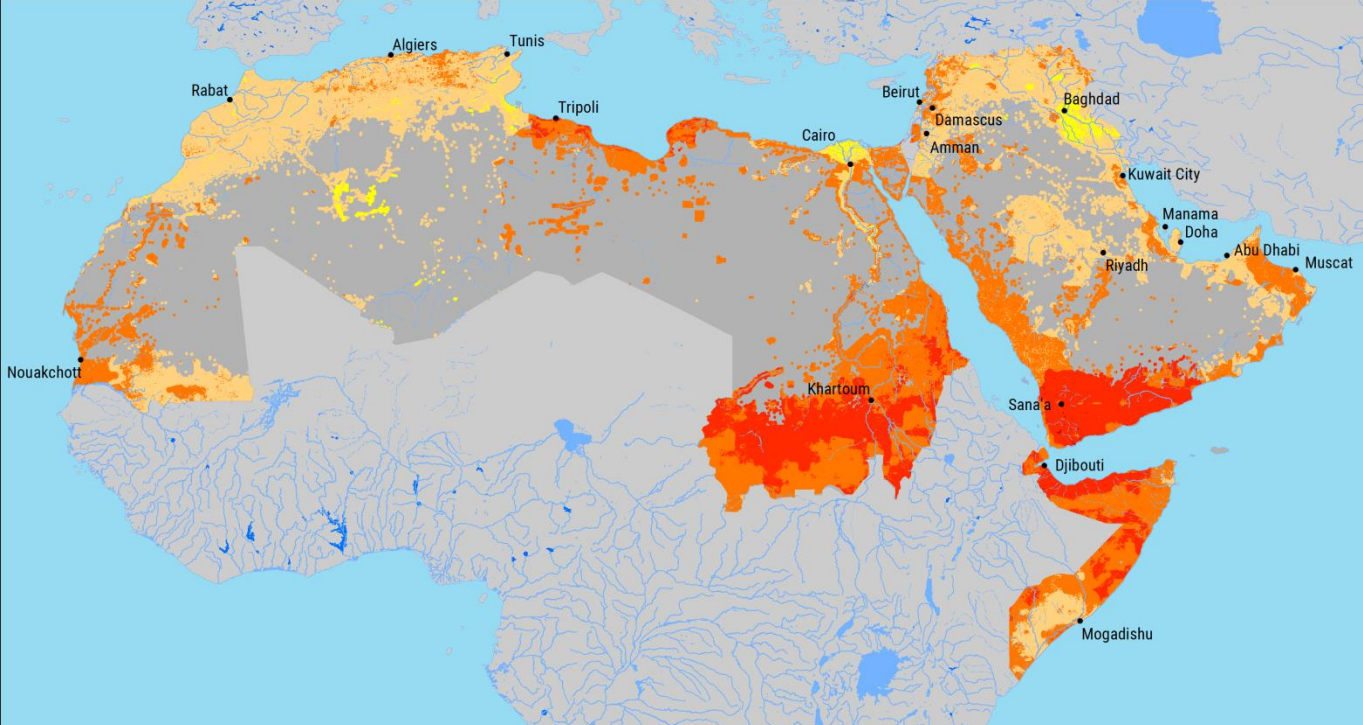 Algiers
Tunis
Rabat
Tripoli
Beirut
Baghdad
Damascus
Cairo
Amman
Kuwait City
Manama
Doha
Abu Dhabi
Riyadh
Muscat
Nouakchott
Khartoum
Sana'a
Djibouti
Mogadishu